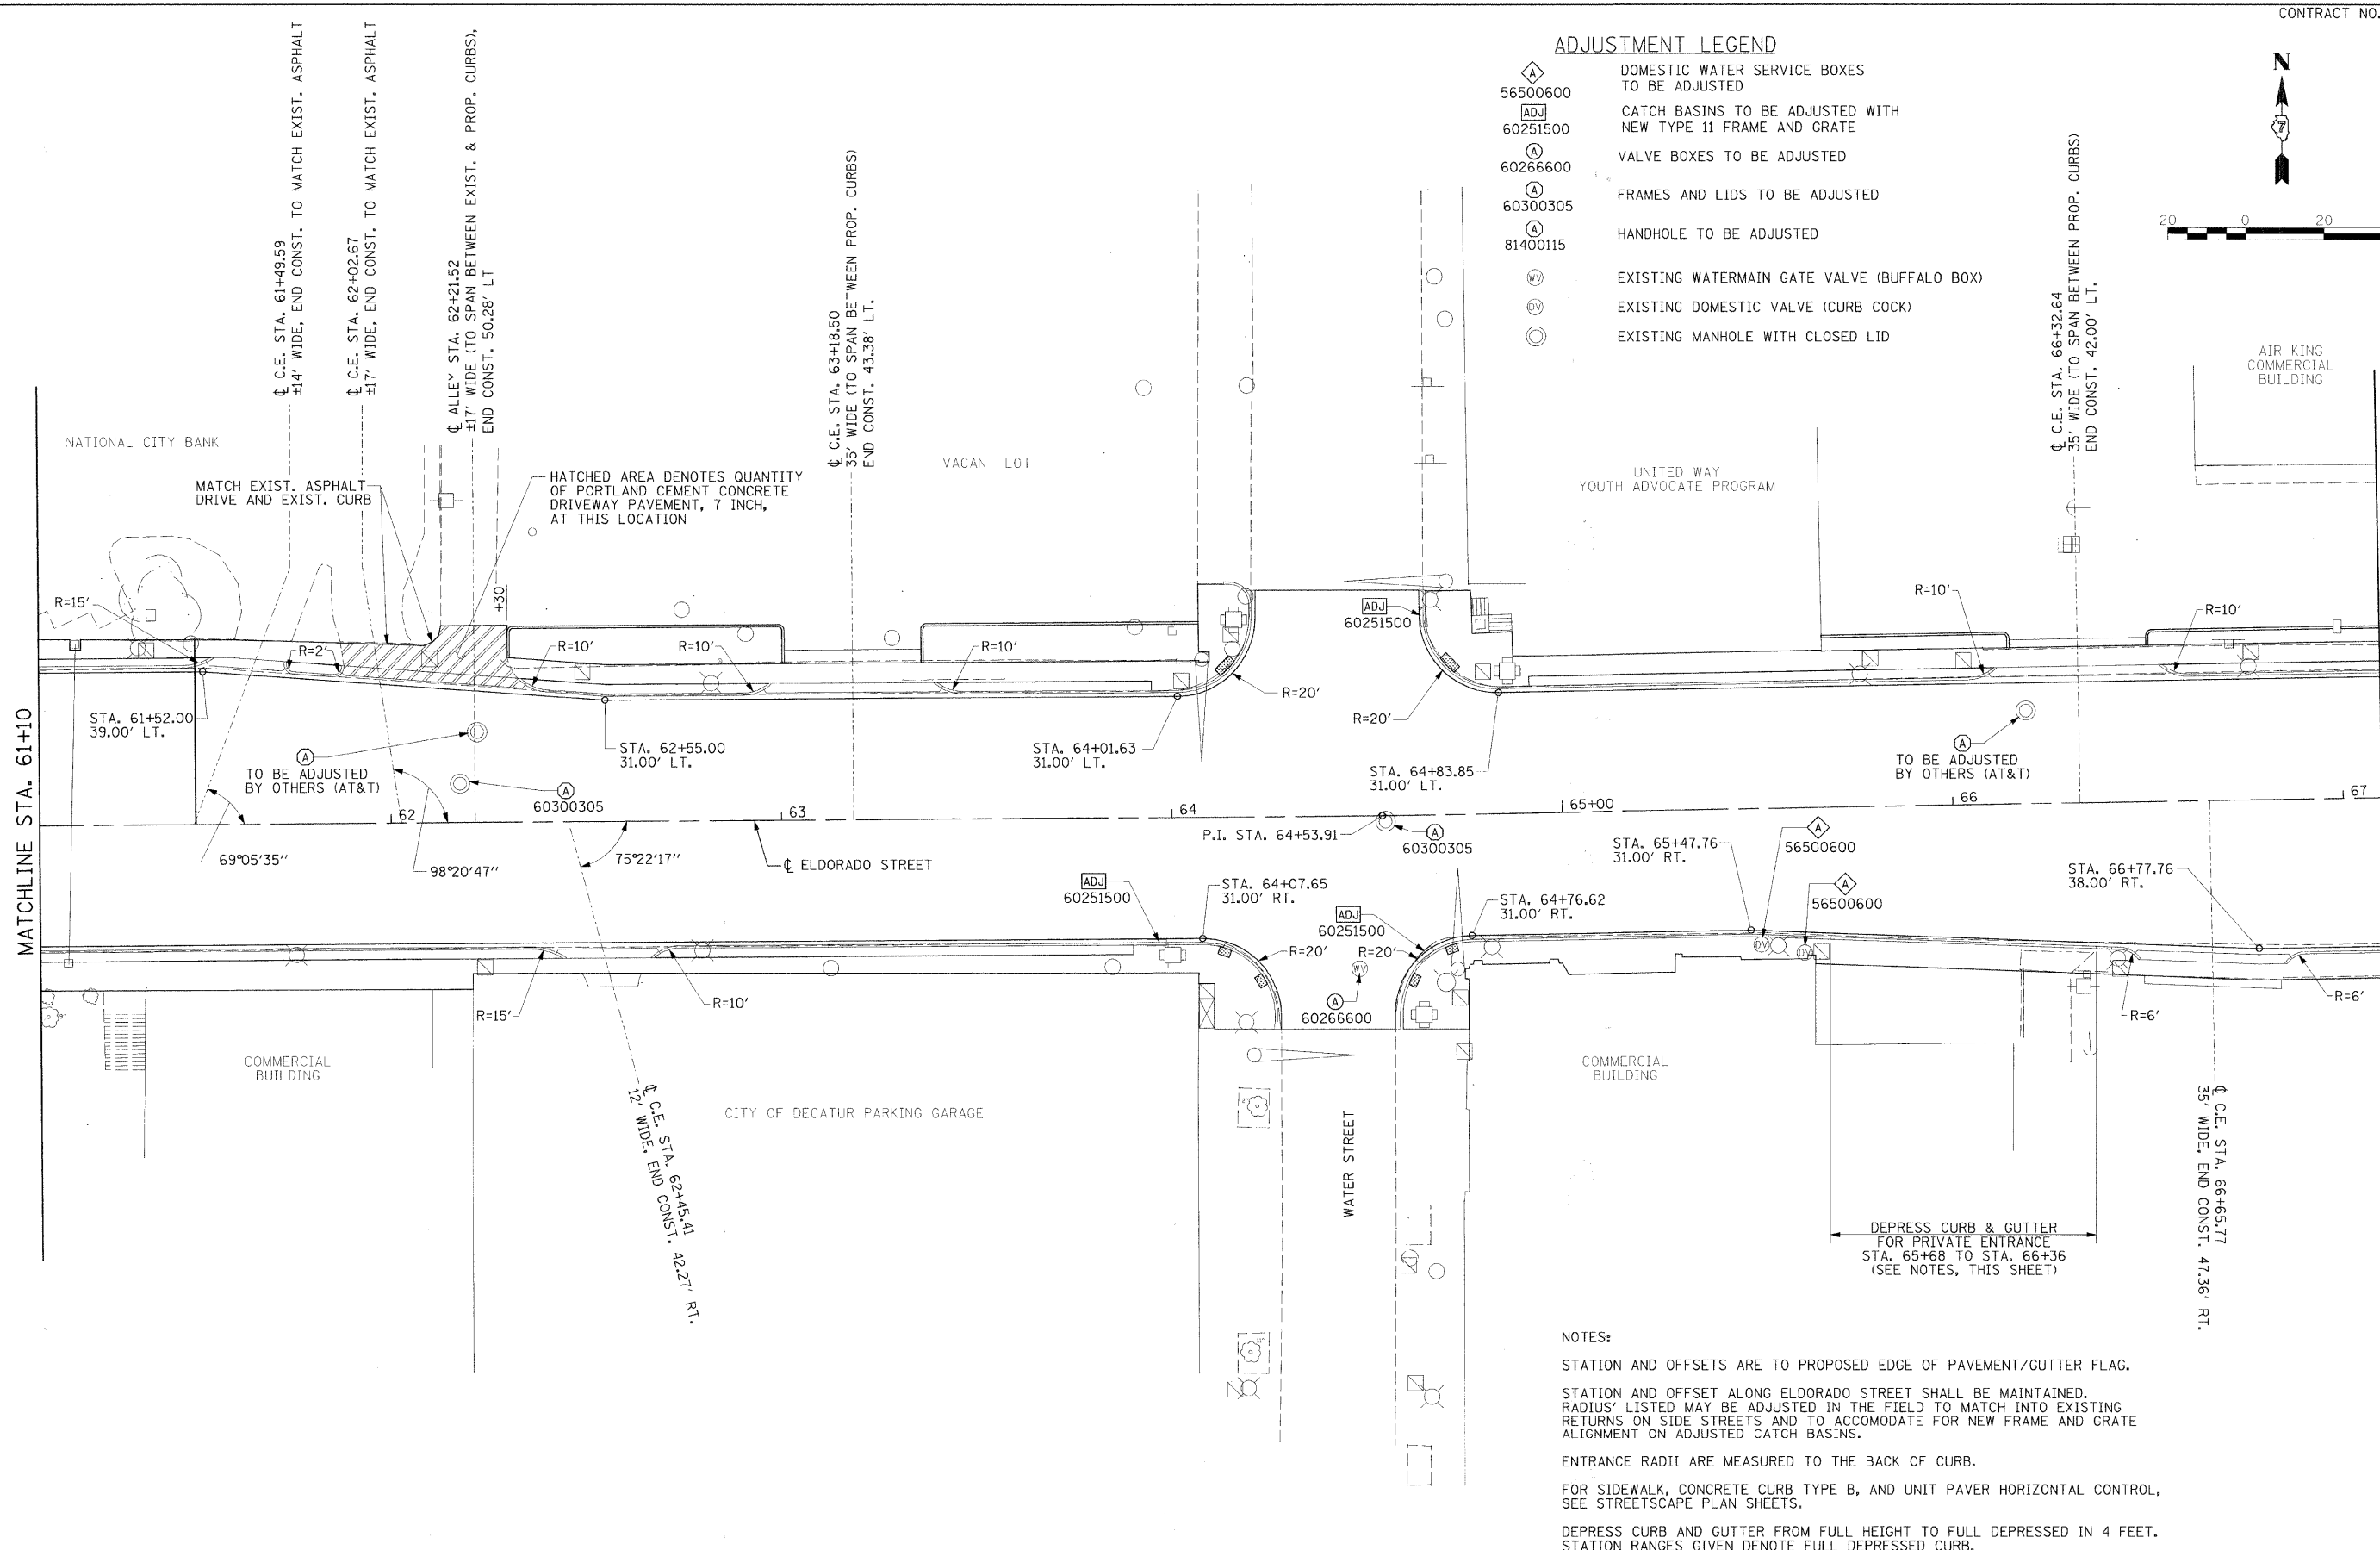 CONTRACT NO.
ADJUSTMENT LEGEND
A
56500600
DOMESTIC WATER SERVICE BOXES
TO BE ADJUSTED
ADJ
60251500
CATCH BASINS TO BE ADJUSTED WITH
NEW TYPE 11 FRAME AND GRATE
A
60266600
VALVE BOXES TO BE ADJUSTED
A
60300305
FRAMES AND LIDS TO BE ADJUSTED
A
81400115
HANDHOLE TO BE ADJUSTED
WV
EXISTING WATERMAIN GATE VALVE (BUFFALO BOX)
DV
EXISTING DOMESTIC VALVE (CURB COCK)
EXISTING MANHOLE WITH CLOSED LID
N
7
20 0 20
℄ C.E. STA. 61+49.59
±14' WIDE, END CONST. TO MATCH EXIST. ASPHALT
℄ C.E. STA. 62+02.67
±17' WIDE, END CONST. TO MATCH EXIST. ASPHALT
℄ ALLEY STA. 62+21.52
±17' WIDE (TO SPAN BETWEEN EXIST. & PROP. CURBS),
END CONST. 50.28' LT
℄ C.E. STA. 63+18.50
35' WIDE (TO SPAN BETWEEN PROP. CURBS)
END CONST. 43.38' LT.
℄ C.E. STA. 66+32.64
35' WIDE (TO SPAN BETWEEN PROP. CURBS)
END CONST. 42.00' LT.
AIR KING
COMMERCIAL
BUILDING
NATIONAL CITY BANK
MATCH EXIST. ASPHALT
DRIVE AND EXIST. CURB
HATCHED AREA DENOTES QUANTITY
OF PORTLAND CEMENT CONCRETE
DRIVEWAY PAVEMENT, 7 INCH,
AT THIS LOCATION
VACANT LOT
UNITED WAY
YOUTH ADVOCATE PROGRAM
+30
R=15'
R=2'
R=10'
R=10'
R=10'
ADJ
60251500
R=10'
R=10'
R=20'
R=20'
MATCHLINE STA. 61+10
STA. 61+52.00
39.00' LT.
A
TO BE ADJUSTED
BY OTHERS (AT&T)
STA. 62+55.00
31.00' LT.
STA. 64+01.63
31.00' LT.
STA. 64+83.85
31.00' LT.
A
TO BE ADJUSTED
BY OTHERS (AT&T)
A
60300305
62
63
64
65+00
66
67
69°05'35"
98°20'47"
75°22'17"
℄ ELDORADO STREET
P.I. STA. 64+53.91
A
60300305
STA. 65+47.76
31.00' RT.
A
56500600
A
56500600
STA. 66+77.76
38.00' RT.
ADJ
60251500
STA. 64+07.65
31.00' RT.
ADJ
60251500
STA. 64+76.62
31.00' RT.
R=20'
R=20'
WV
DV
DV
A
60266600
R=15'
R=10'
R=6'
R=6'
COMMERCIAL
BUILDING
℄ C.E. STA. 62+45.41
12' WIDE, END CONST. 42.27' RT.
CITY OF DECATUR PARKING GARAGE
WATER STREET
COMMERCIAL
BUILDING
DEPRESS CURB & GUTTER
FOR PRIVATE ENTRANCE
STA. 65+68 TO STA. 66+36
(SEE NOTES, THIS SHEET)
℄ C.E. STA. 66+65.77
35' WIDE, END CONST. 47.36' RT.
NOTES:
STATION AND OFFSETS ARE TO PROPOSED EDGE OF PAVEMENT/GUTTER FLAG.
STATION AND OFFSET ALONG ELDORADO STREET SHALL BE MAINTAINED.
RADIUS' LISTED MAY BE ADJUSTED IN THE FIELD TO MATCH INTO EXISTING
RETURNS ON SIDE STREETS AND TO ACCOMODATE FOR NEW FRAME AND GRATE
ALIGNMENT ON ADJUSTED CATCH BASINS.
ENTRANCE RADII ARE MEASURED TO THE BACK OF CURB.
FOR SIDEWALK, CONCRETE CURB TYPE B, AND UNIT PAVER HORIZONTAL CONTROL,
SEE STREETSCAPE PLAN SHEETS.
DEPRESS CURB AND GUTTER FROM FULL HEIGHT TO FULL DEPRESSED IN 4 FEET.
STATION RANGES GIVEN DENOTE FULL DEPRESSED CURB.